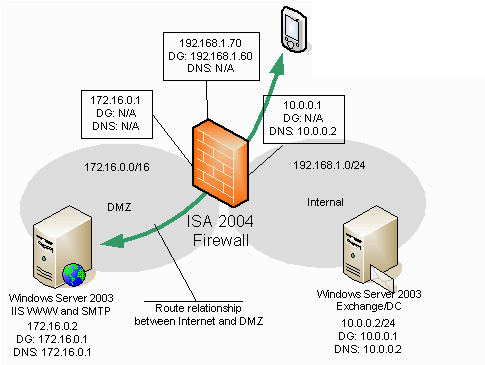 192.168.1.70
DG: 192.168.1.60
DNS: N/A
172.16.0.1
DG: N/A
DNS: N/A
10.0.0.1
DG: N/A
DNS: 10.0.0.2
172.16.0.0/16
192.168.1.0/24
DMZ
Internal
ISA 2004
Firewall
Windows Server 2003
IIS WWW and SMTP
172.16.0.2
DG: 172.16.0.1
DNS: 172.16.0.1
Route relationship
between Internet and DMZ
Windows Server 2003
Exchange/DC
10.0.0.2/24
DG: 10.0.0.1
DNS: 10.0.0.2